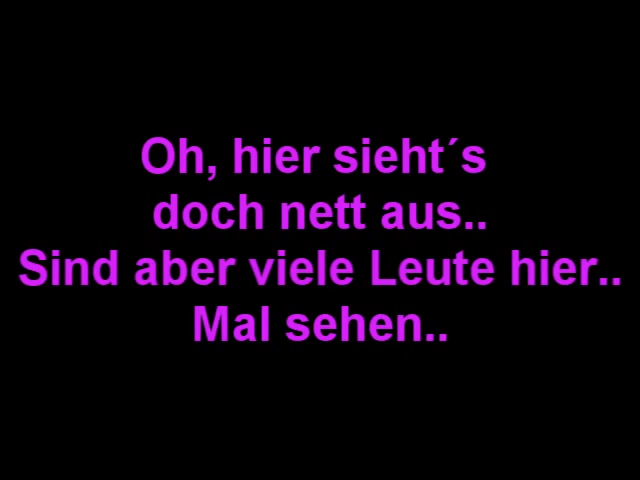 Oh, hier sieht´s
doch nett aus..
Sind aber viele Leute hier..
Mal sehen..